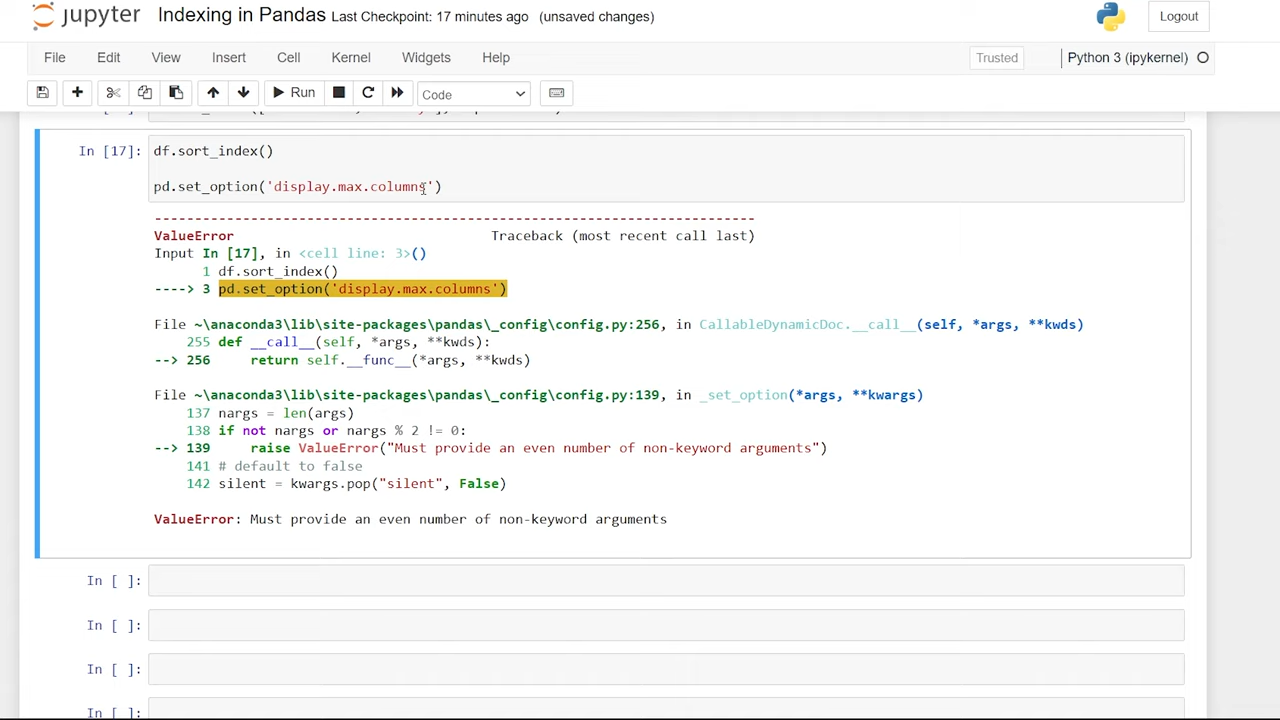 jupyter Indexing in Pandas Last Checkpoint: 17 minutes ago (unsaved changes) Logout
File Edit View Insert Cell Kernel Widgets Help Trusted Python 3 (ipykernel)
Run Code
In [17]: df.sort_index()
pd.set_option('display.max.columns')
---------------------------------------------------------------------------
ValueError Traceback (most recent call last)
Input In [17], in <cell line: 3>()
1 df.sort_index()
----> 3 pd.set_option('display.max.columns')
File ~\anaconda3\lib\site-packages\pandas\_config\config.py:256, in CallableDynamicDoc.__call__(self, *args, **kwds)
255 def __call__(self, *args, **kwds):
--> 256 return self.__func__(*args, **kwds)
File ~\anaconda3\lib\site-packages\pandas\_config\config.py:139, in _set_option(*args, **kwargs)
137 nargs = len(args)
138 if not nargs or nargs % 2 != 0:
--> 139 raise ValueError("Must provide an even number of non-keyword arguments")
141 # default to false
142 silent = kwargs.pop("silent", False)
ValueError: Must provide an even number of non-keyword arguments
In [ ]:
In [ ]:
In [ ]:
In [ ]: